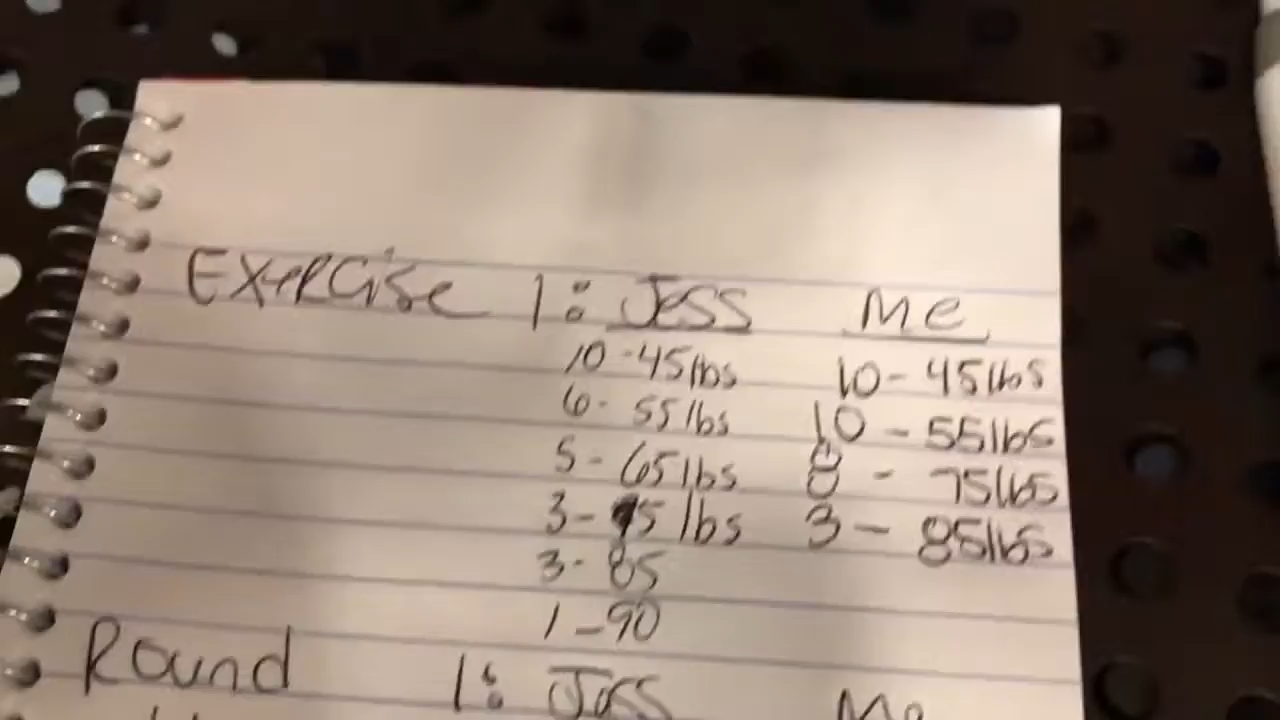 Exercise 1: Jess Me
10-45lbs 10-45lbs
6-55lbs 10-55lbs
5-65lbs 8-75lbs
3-75lbs 3-85lbs
3-85
1-90
Round 1: Jess Me